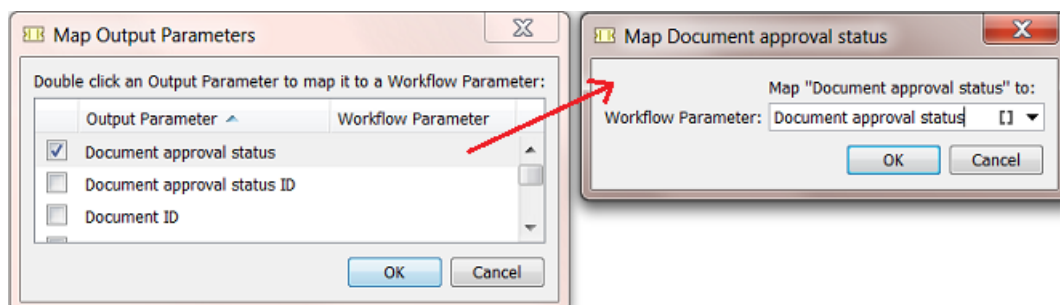 Map Output Parameters
Double click an Output Parameter to map it to a Workflow Parameter:
Output Parameter Workflow Parameter
Document approval status
Document approval status ID
Document ID
OK Cancel
Map Document approval status
Map "Document approval status" to:
Workflow Parameter: Document approval status []
OK Cancel